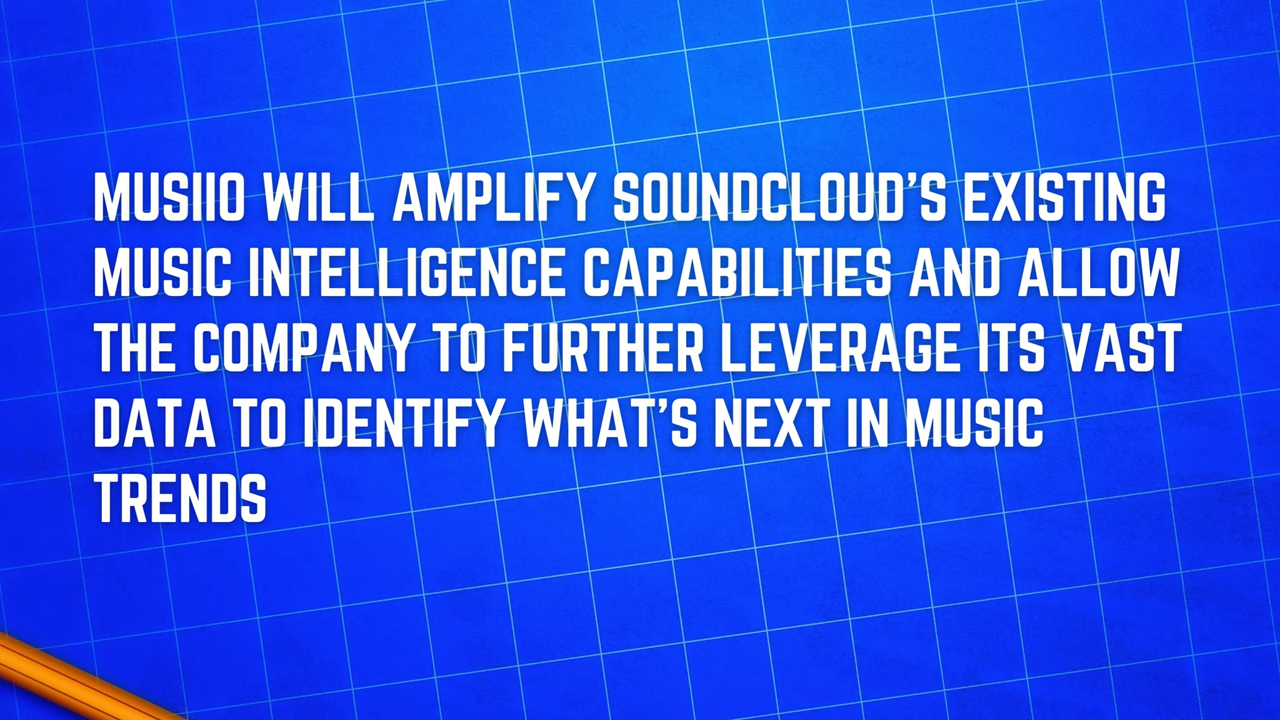 MUSIIO WILL AMPLIFY SOUNDCLOUD'S EXISTING
MUSIC INTELLIGENCE CAPABILITIES AND ALLOW
THE COMPANY TO FURTHER LEVERAGE ITS VAST
DATA TO IDENTIFY WHAT'S NEXT IN MUSIC
TRENDS